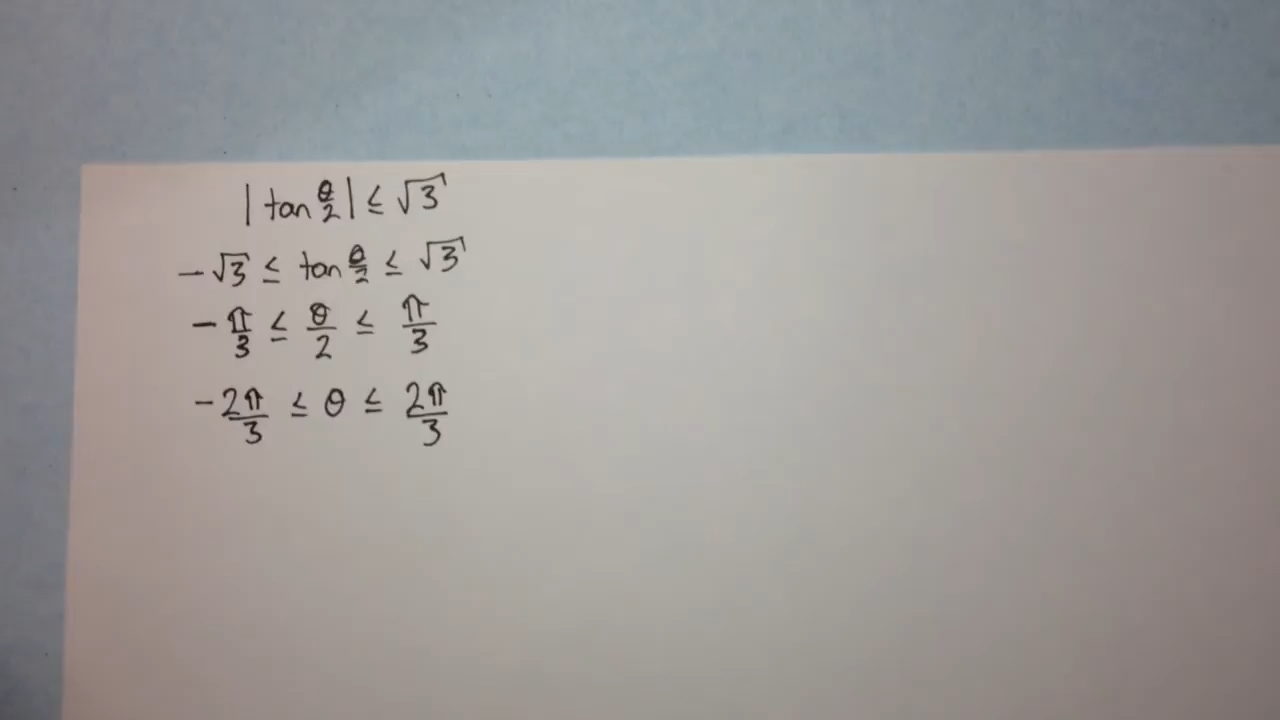 |tan θ/2| ≤ √3
-√3 ≤ tan θ/2 ≤ √3
-π/3 ≤ θ/2 ≤ π/3
-2π/3 ≤ θ ≤ 2π/3